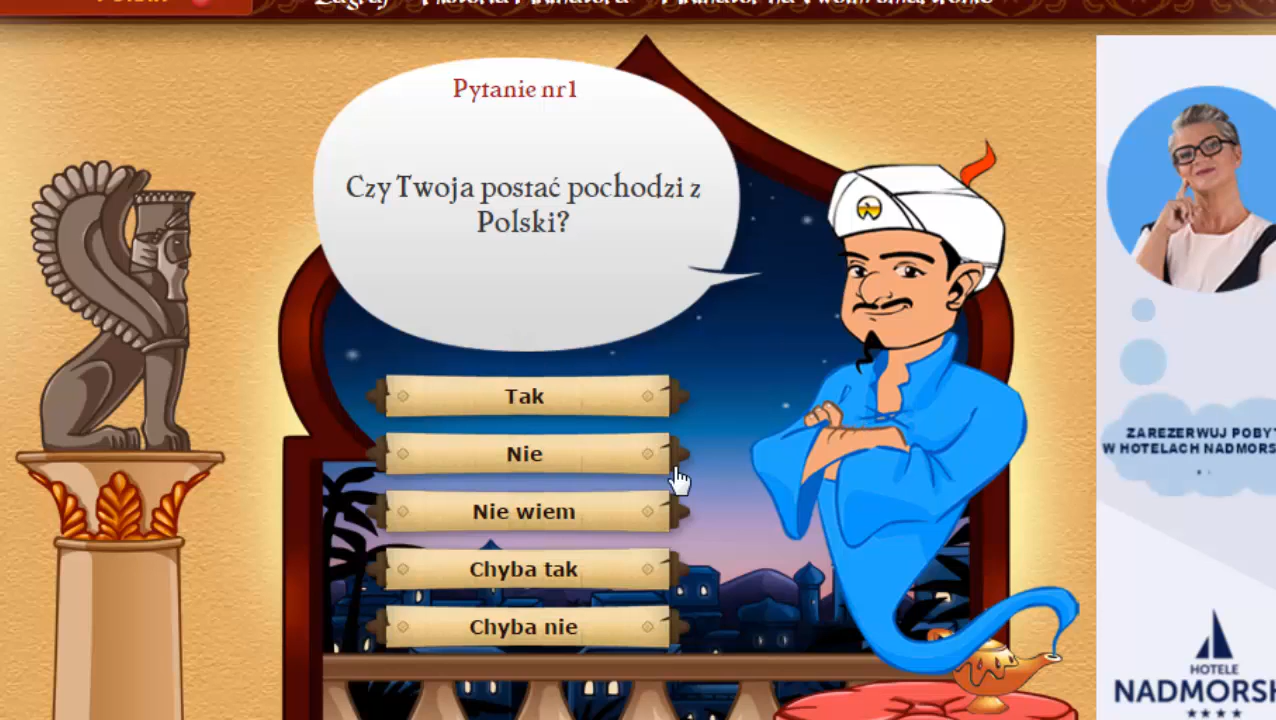 Pytanie nr1
Czy Twoja postać pochodzi z
Polski?
Tak
Nie
Nie wiem
Chyba tak
Chyba nie
ZAREZERWUJ POBYT
W HOTELACH NADMORS
HOTELE
NADMORSK